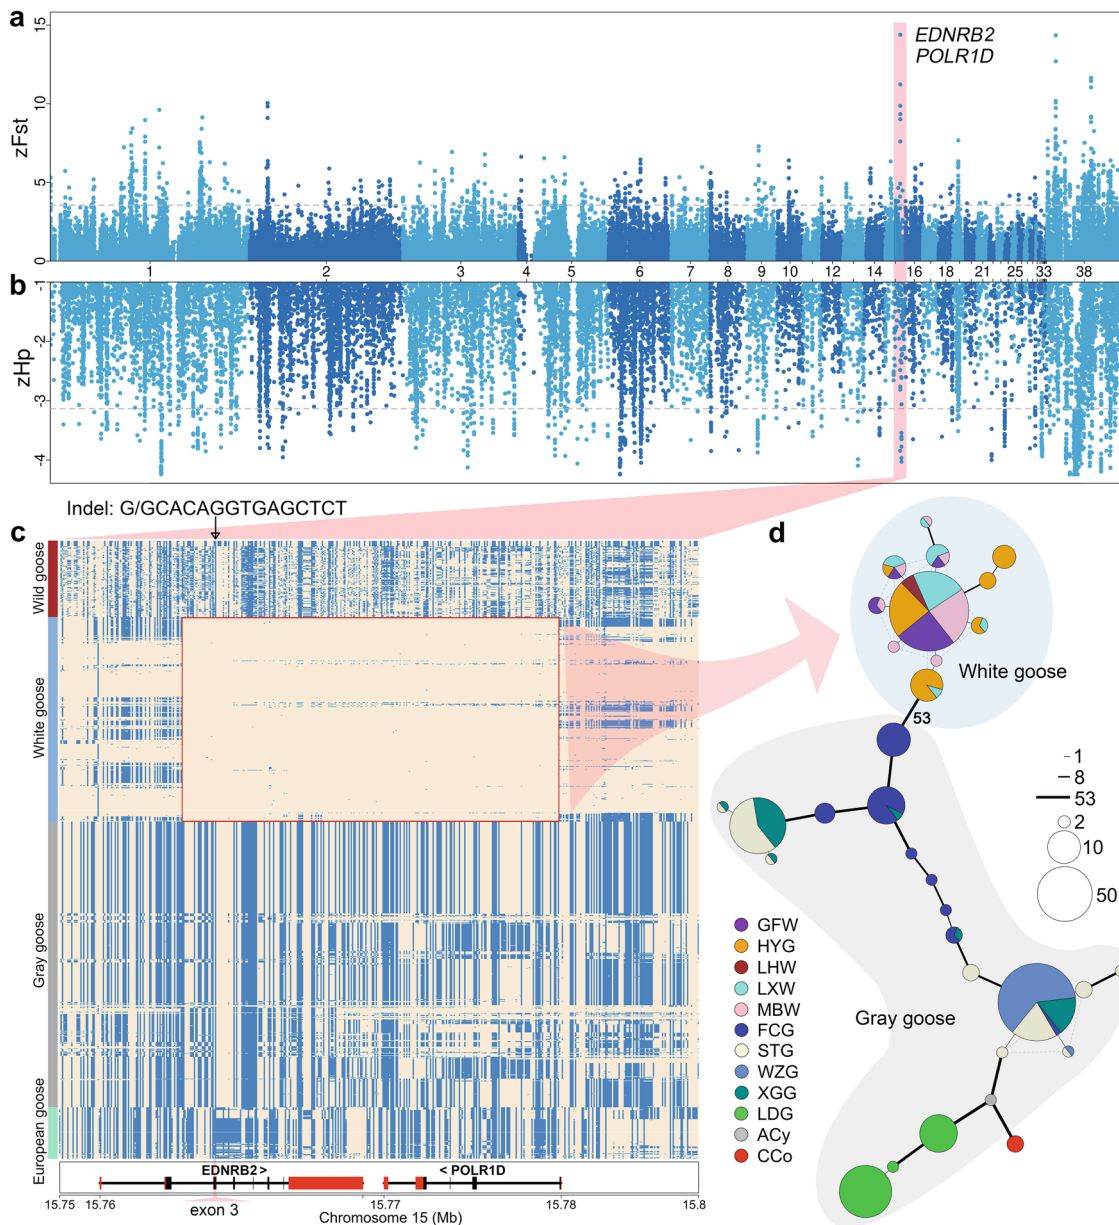 a
15
10
5
0
zFst
EDNRB2
POLR1D
1 2 3 4 5 6 7 8 9 10 12 14 16 18 21 25 33 38
b
-1
-2
-3
-4
zHp
Indel: G/GCACAGGTGAGCTCT
c
d
Wild goose
White goose
Gray goose
European goose
White goose
53
1
8
53
2
10
50
Gray goose
GFW
HYG
LHW
LXW
MBW
FCG
STG
WZG
XGG
LDG
ACy
CCo
EDNRB2 >
< POLR1D
15.75 15.76 15.77 15.78 15.8
exon 3
Chromosome 15 (Mb)